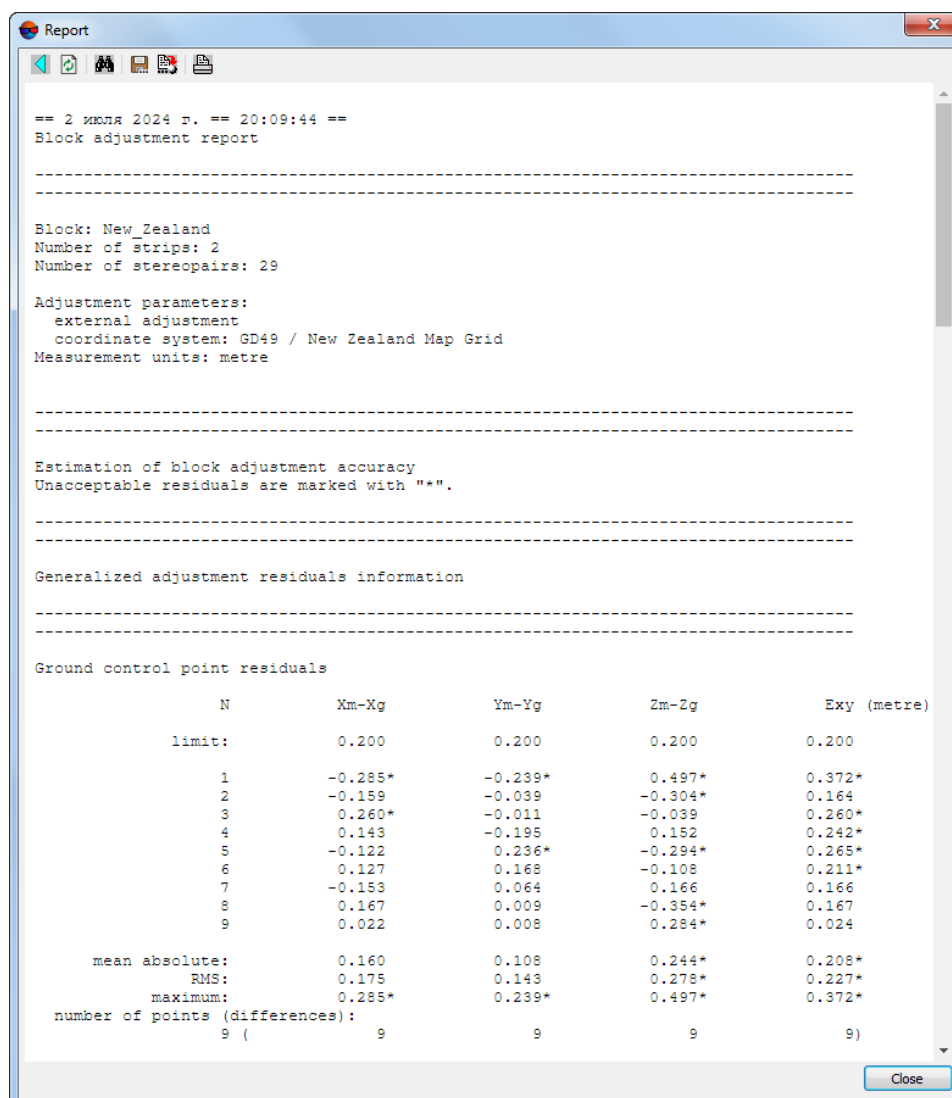 Report
== 2 июля 2024 г. == 20:09:44 ==
Block adjustment report
-------------------------------------------------------------------------------------
-------------------------------------------------------------------------------------
Block: New_Zealand
Number of strips: 2
Number of stereopairs: 29
Adjustment parameters:
external adjustment
coordinate system: GD49 / New Zealand Map Grid
Measurement units: metre
-------------------------------------------------------------------------------------
-------------------------------------------------------------------------------------
Estimation of block adjustment accuracy
Unacceptable residuals are marked with "*".
-------------------------------------------------------------------------------------
-------------------------------------------------------------------------------------
Generalized adjustment residuals information
-------------------------------------------------------------------------------------
-------------------------------------------------------------------------------------
Ground control point residuals
N Xm-Xg Ym-Yg Zm-Zg Exy (metre)
limit: 0.200 0.200 0.200 0.200
1 -0.285* -0.239* 0.497* 0.372*
2 -0.159 -0.039 -0.304* 0.164
3 0.260* -0.011 -0.039 0.260*
4 0.143 -0.195 0.152 0.242*
5 -0.122 0.236* -0.294* 0.265*
6 0.127 0.168 -0.108 0.211*
7 -0.153 0.064 0.166 0.166
8 0.167 0.009 -0.354* 0.167
9 0.022 0.008 0.284* 0.024
mean absolute: 0.160 0.108 0.244* 0.208*
RMS: 0.175 0.143 0.278* 0.227*
maximum: 0.285* 0.239* 0.497* 0.372*
number of points (differences):
9 ( 9 9 9 9)
Close